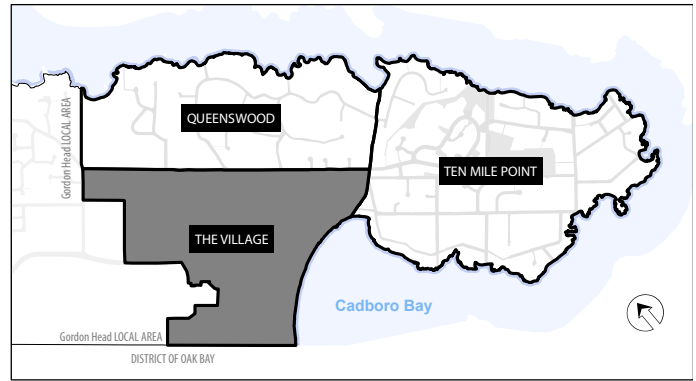 QUEENSWOOD
Gordon Head LOCAL AREA
TEN MILE POINT
THE VILLAGE
Cadboro Bay
Gordon Head LOCAL AREA
DISTRICT OF OAK BAY